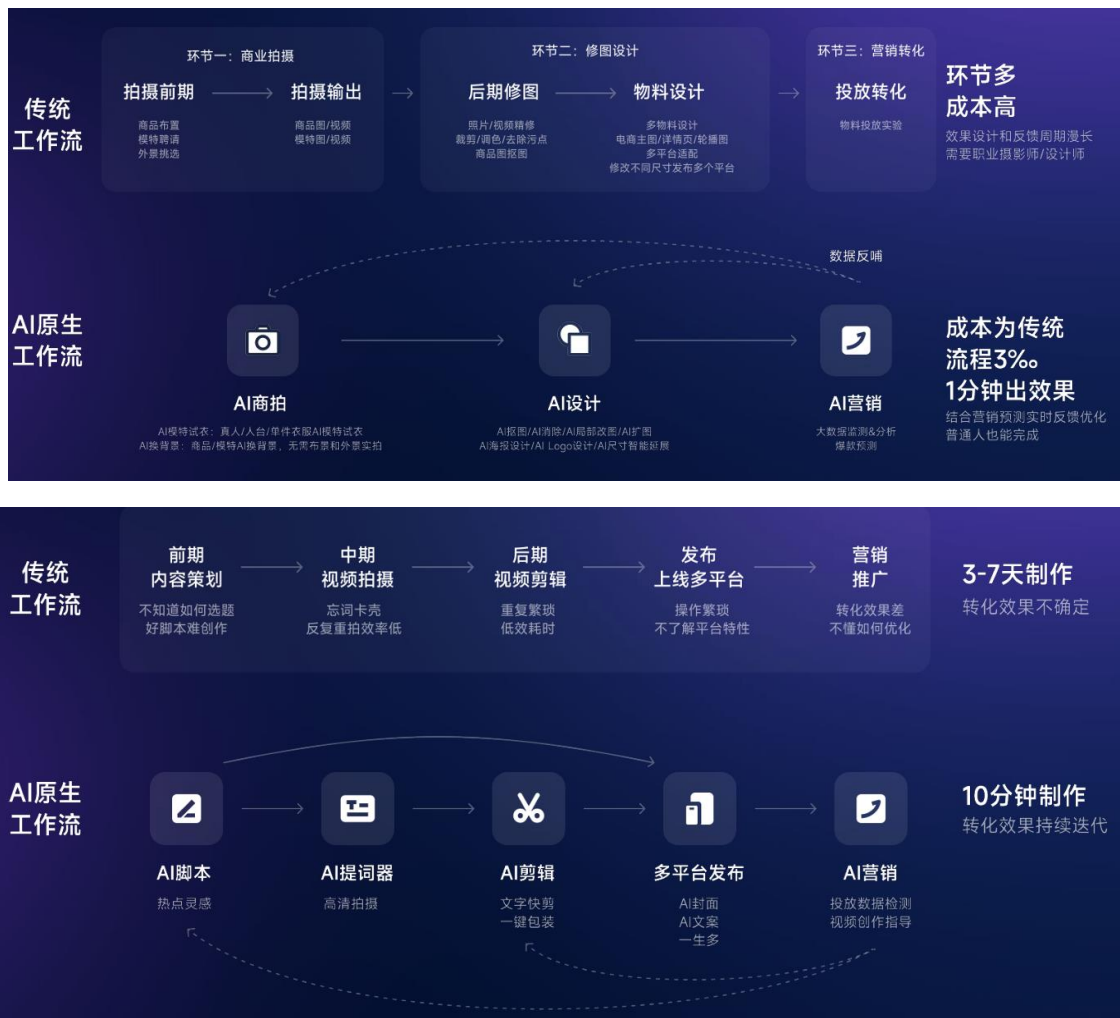 环节一：商业拍摄
环节二：修图设计
环节三：营销转化
传统
工作流
拍摄前期
商品布置
模特聘请
外景挑选
拍摄输出
商品图/视频
模特图/视频
后期修图
照片/视频精修
裁剪/调色/去除污点
商品图抠图
物料设计
多物料设计
电商主图/详情页/轮播图
多平台适配
修改不同尺寸发布多个平台
投放转化
物料投放实验
环节多
成本高
效果设计和反馈周期漫长
需要职业摄影师/设计师
数据反哺
AI原生
工作流
AI商拍
AI模特试衣：真人/人台/单件衣服AI模特试衣
AI换背景：商品/模特AI换背景，无需布景和外景实拍
AI设计
AI抠图/AI消除/AI局部改图/AI扩图
AI海报设计/AI Logo设计/AI尺寸智能延展
AI营销
大数据监测&分析
爆款预测
成本为传统
流程3‰
1分钟出效果
结合营销预测实时反馈优化
普通人也能完成
传统
工作流
前期
内容策划
不知道如何选题
好脚本难创作
中期
视频拍摄
忘词卡壳
反复重拍效率低
后期
视频剪辑
重复繁琐
低效耗时
发布
上线多平台
操作繁琐
不了解平台特性
营销
推广
转化效果差
不懂如何优化
3-7天制作
转化效果不确定
AI原生
工作流
AI脚本
热点灵感
AI提词器
高清拍摄
AI剪辑
文字快剪
一键包装
多平台发布
AI封面
AI文案
一生多
AI营销
投放数据检测
视频创作指导
10分钟制作
转化效果持续迭代